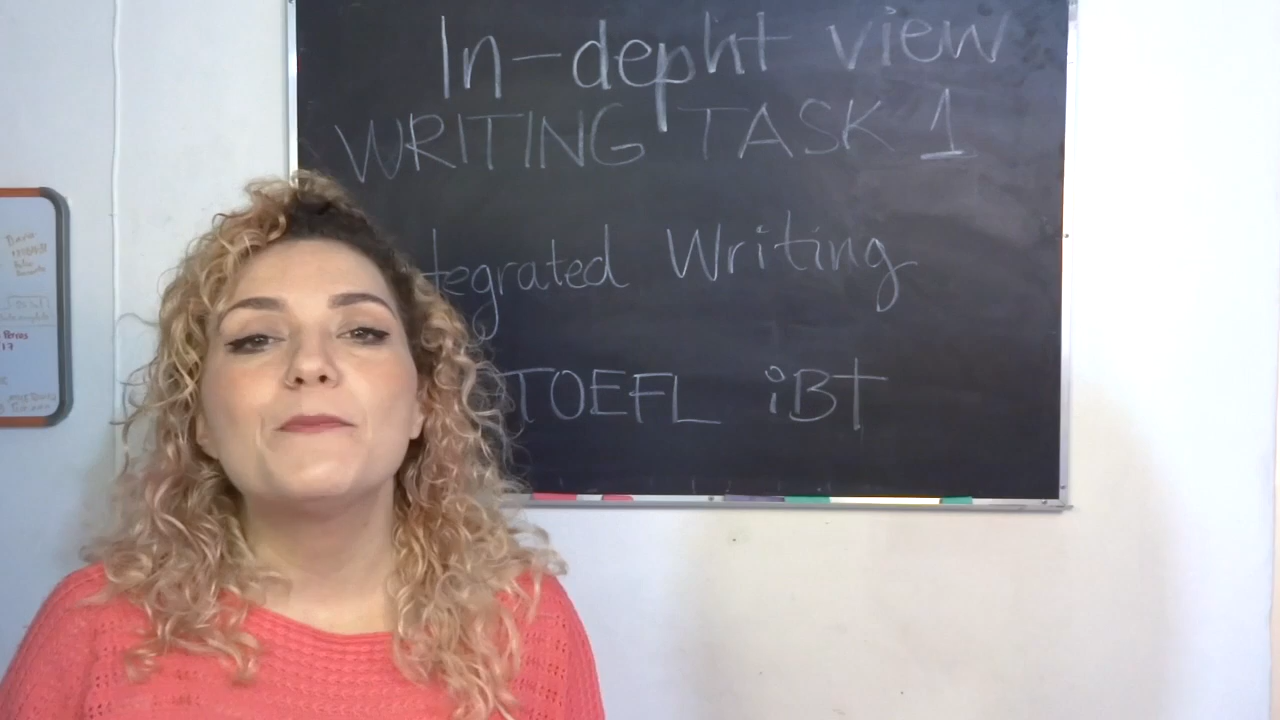 In-depht view
WRITING TASK 1
tegrated Writing
TOEFL iBT